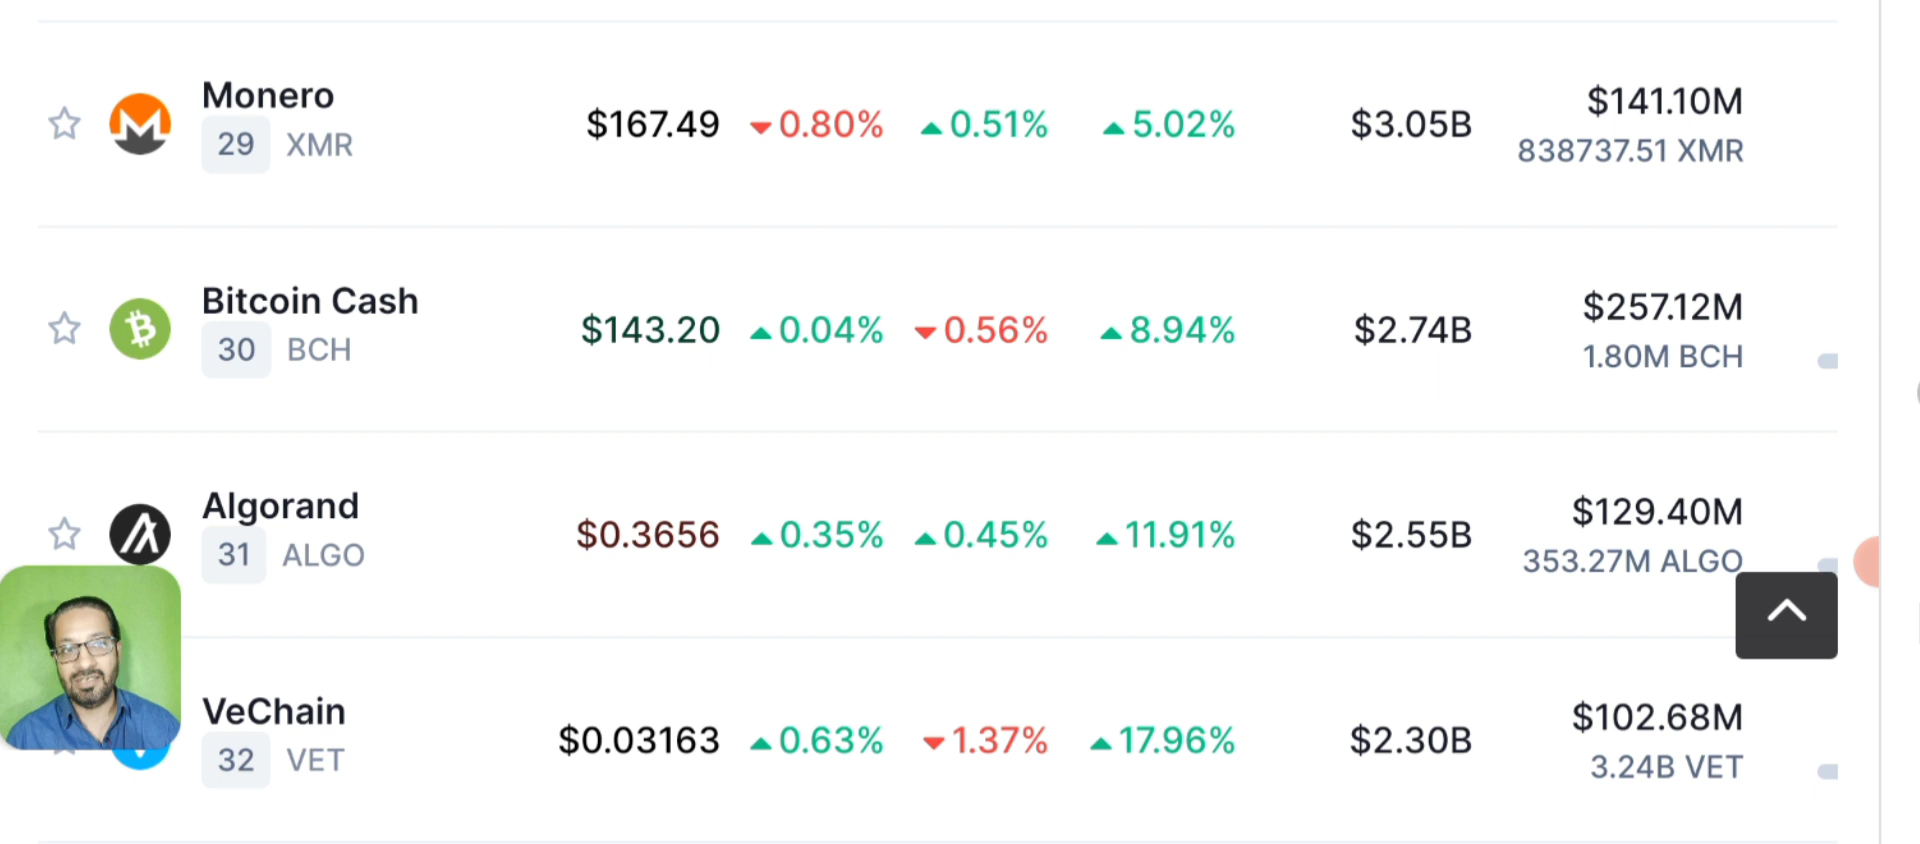 Monero
29 XMR
$167.49 0.80% 0.51% 5.02% $3.05B
$141.10M
838737.51 XMR
Bitcoin Cash
30 BCH
$143.20 0.04% 0.56% 8.94% $2.74B
$257.12M
1.80M BCH
Algorand
31 ALGO
$0.3656 0.35% 0.45% 11.91% $2.55B
$129.40M
353.27M ALGO
VeChain
32 VET
$0.03163 0.63% 1.37% 17.96% $2.30B
$102.68M
3.24B VET